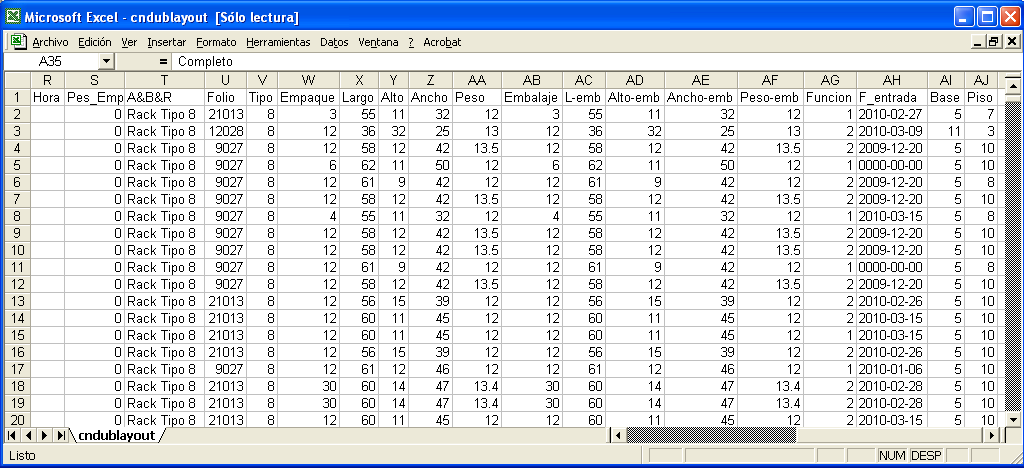 Microsoft Excel - cndublayout [Sólo lectura]
Archivo Edición Ver Insertar Formato Herramientas Datos Ventana ? Acrobat
A35 = Completo
R S T U V W X Y Z AA AB AC AD AE AF AG AH AI AJ
1 Hora Pes_Emp A&B&R Folio Tipo Empaque Largo Alto Ancho Peso Embalaje L-emb Alto-emb Ancho-emb Peso-emb Funcion F_entrada Base Piso
2 0 Rack Tipo 8 21013 8 3 55 11 32 12 3 55 11 32 12 1 2010-02-27 5 7
3 0 Rack Tipo 8 12028 8 12 36 32 25 13 12 36 32 25 13 2 2010-03-09 11 3
4 0 Rack Tipo 8 9027 8 12 58 12 42 13.5 12 58 12 42 13.5 2 2009-12-20 5 10
5 0 Rack Tipo 8 9027 8 6 62 11 50 12 6 62 11 50 12 1 0000-00-00 5 10
6 0 Rack Tipo 8 9027 8 12 61 9 42 12 12 61 9 42 12 2 2009-12-20 5 8
7 0 Rack Tipo 8 9027 8 12 58 12 42 13.5 12 58 12 42 13.5 2 2009-12-20 5 10
8 0 Rack Tipo 8 9027 8 4 55 11 32 12 4 55 11 32 12 2 2010-03-15 5 8
9 0 Rack Tipo 8 9027 8 12 58 12 42 13.5 12 58 12 42 13.5 2 2009-12-20 5 10
10 0 Rack Tipo 8 9027 8 12 58 12 42 13.5 12 58 12 42 13.5 2 2009-12-20 5 10
11 0 Rack Tipo 8 9027 8 12 61 9 42 12 12 61 9 42 12 1 0000-00-00 5 8
12 0 Rack Tipo 8 9027 8 12 58 12 42 13.5 12 58 12 42 13.5 2 2009-12-20 5 10
13 0 Rack Tipo 8 21013 8 12 56 15 39 12 12 56 15 39 12 2 2010-02-26 5 10
14 0 Rack Tipo 8 21013 8 12 60 11 45 12 12 60 11 45 12 2 2010-03-15 5 10
15 0 Rack Tipo 8 21013 8 12 60 11 45 12 12 60 11 45 12 2 2010-03-15 5 10
16 0 Rack Tipo 8 21013 8 12 56 15 39 12 12 56 15 39 12 2 2010-02-26 5 10
17 0 Rack Tipo 8 9027 8 12 61 12 46 12 12 61 12 46 12 1 2010-01-06 5 10
18 0 Rack Tipo 8 21013 8 30 60 14 47 13.4 30 60 14 47 13.4 2 2010-02-28 5 10
19 0 Rack Tipo 8 21013 8 30 60 14 47 13.4 30 60 14 47 13.4 2 2010-02-28 5 10
20 0 Rack Tipo 8 21013 8 12 60 11 45 12 12 60 11 45 12 2 2010-03-15 5 10
cndublayout
Listo NUM DESP